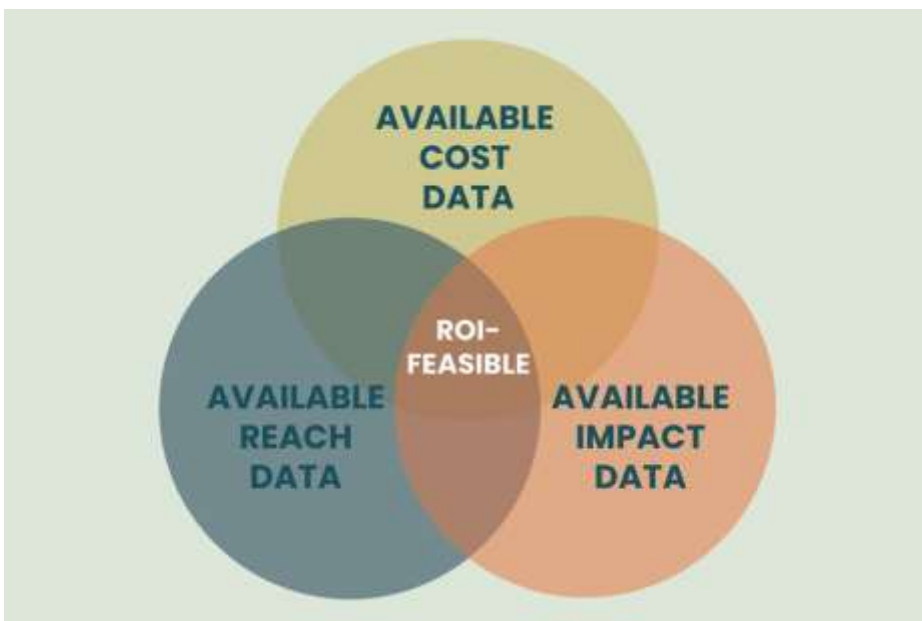 AVAILABLE
COST
DATA
ROI-
FEASIBLE
AVAILABLE
REACH
DATA
AVAILABLE
IMPACT
DATA